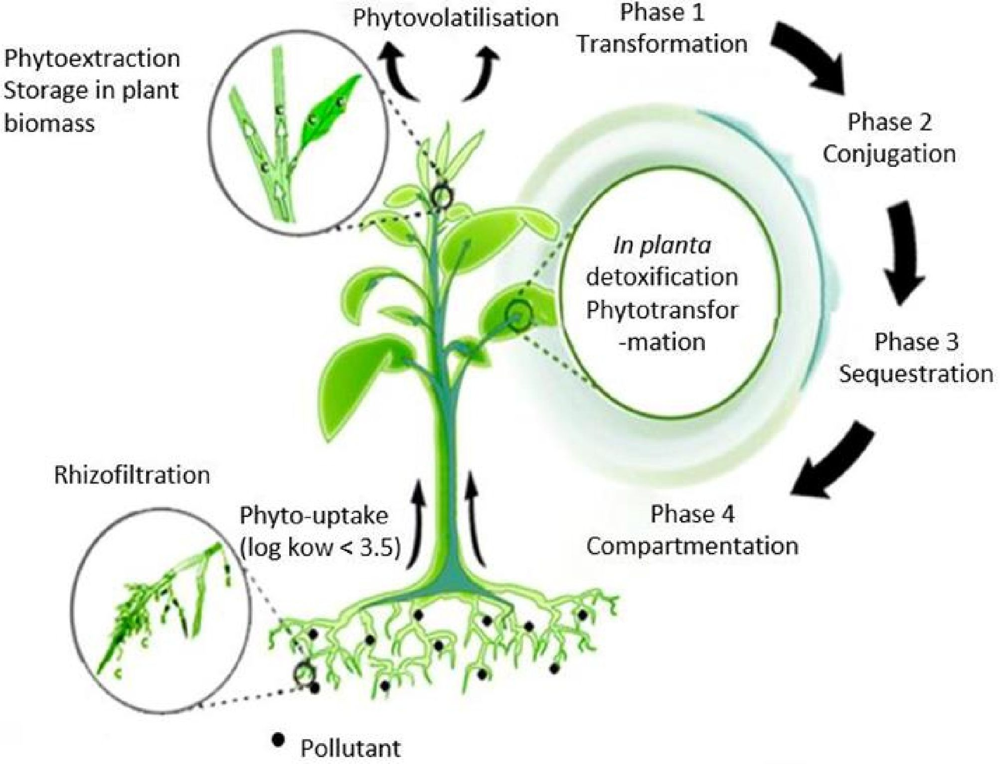 Phytovolatilisation
Phase 1
Transformation
Phytoextraction
Storage in plant
biomass
Phase 2
Conjugation
In planta
detoxification
Phytotransfor
-mation
Phase 3
Sequestration
Rhizofiltration
Phyto-uptake
(log kow < 3.5)
Phase 4
Compartmentation
Pollutant